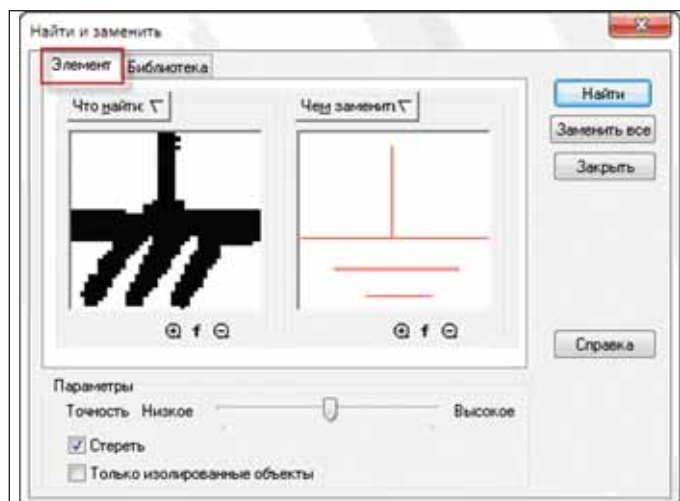 Найти и заменить
Элемент Библиотека
Что найти:
Чем заменить
Найти
Заменить все
Закрыть
f
f
Справка
Параметры
Точность Низкое Высокое
Стереть
Только изолированные объекты